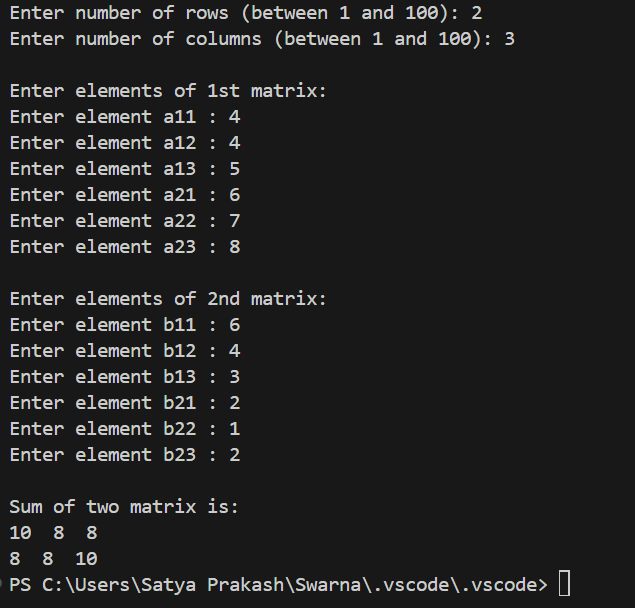 Enter number of rows (between 1 and 100): 2
Enter number of columns (between 1 and 100): 3
Enter elements of 1st matrix:
Enter element a11 : 4
Enter element a12 : 4
Enter element a13 : 5
Enter element a21 : 6
Enter element a22 : 7
Enter element a23 : 8
Enter elements of 2nd matrix:
Enter element b11 : 6
Enter element b12 : 4
Enter element b13 : 3
Enter element b21 : 2
Enter element b22 : 1
Enter element b23 : 2
Sum of two matrix is:
10  8  8
8  8  10
PS C:\Users\Satya Prakash\Swarna\.vscode\.vscode>